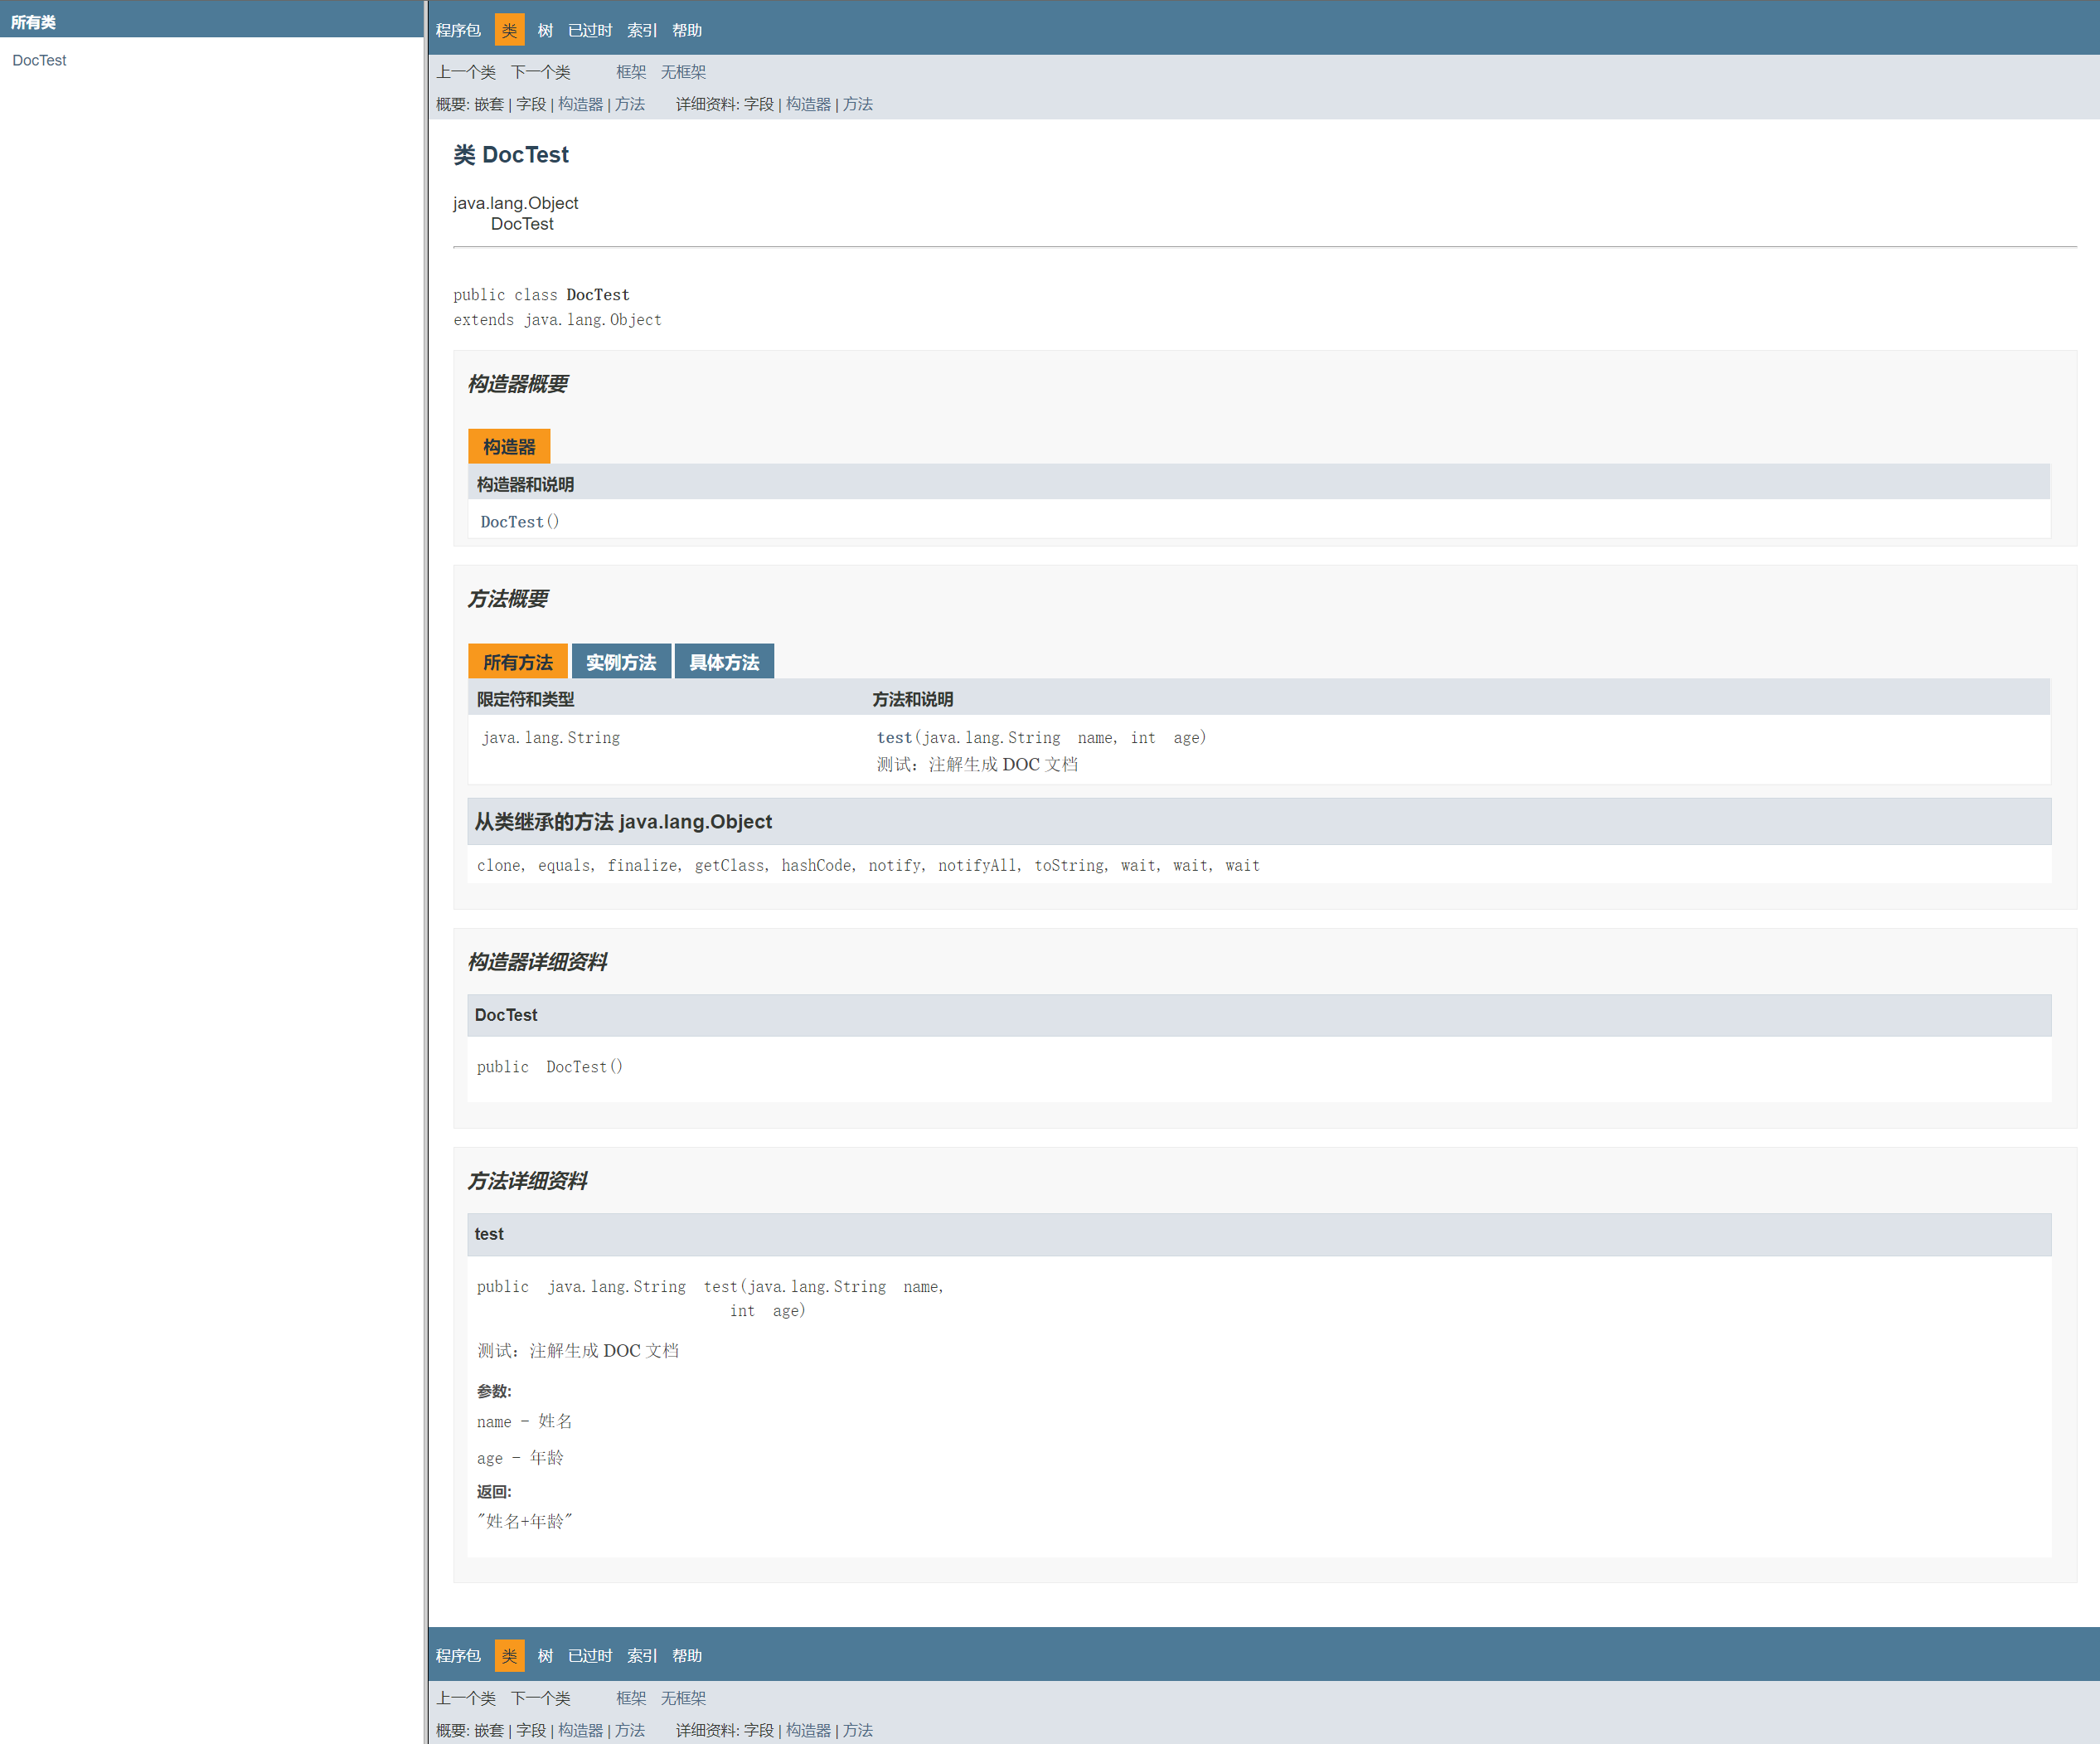 所有类
DocTest
程序包 类 树 已过时 索引 帮助
上一个类 下一个类 框架 无框架
概要: 嵌套 | 字段 | 构造器 | 方法 详细资料: 字段 | 构造器 | 方法
类 DocTest
java.lang.Object
DocTest
public class DocTest
extends java.lang.Object
构造器概要
构造器
构造器和说明
DocTest()
方法概要
所有方法 实例方法 具体方法
限定符和类型 方法和说明
java.lang.String test(java.lang.String name, int age)
测试：注解生成 DOC 文档
从类继承的方法 java.lang.Object
clone, equals, finalize, getClass, hashCode, notify, notifyAll, toString, wait, wait, wait
构造器详细资料
DocTest
public DocTest()
方法详细资料
test
public java.lang.String test(java.lang.String name,
int age)
测试：注解生成 DOC 文档
参数:
name - 姓名
age - 年龄
返回:
"姓名+年龄"
程序包 类 树 已过时 索引 帮助
上一个类 下一个类 框架 无框架
概要: 嵌套 | 字段 | 构造器 | 方法 详细资料: 字段 | 构造器 | 方法